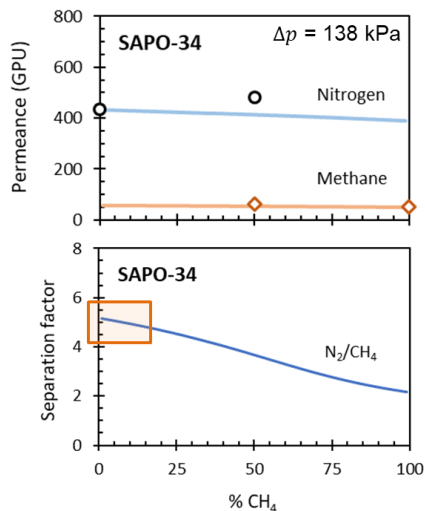 800
SAPO-34
Δp = 138 kPa
600
Nitrogen
400
Methane
200
0
Permeance (GPU)
8
SAPO-34
6
4
N₂/CH₄
2
0
Separation factor
0 25 50 75 100
% CH₄